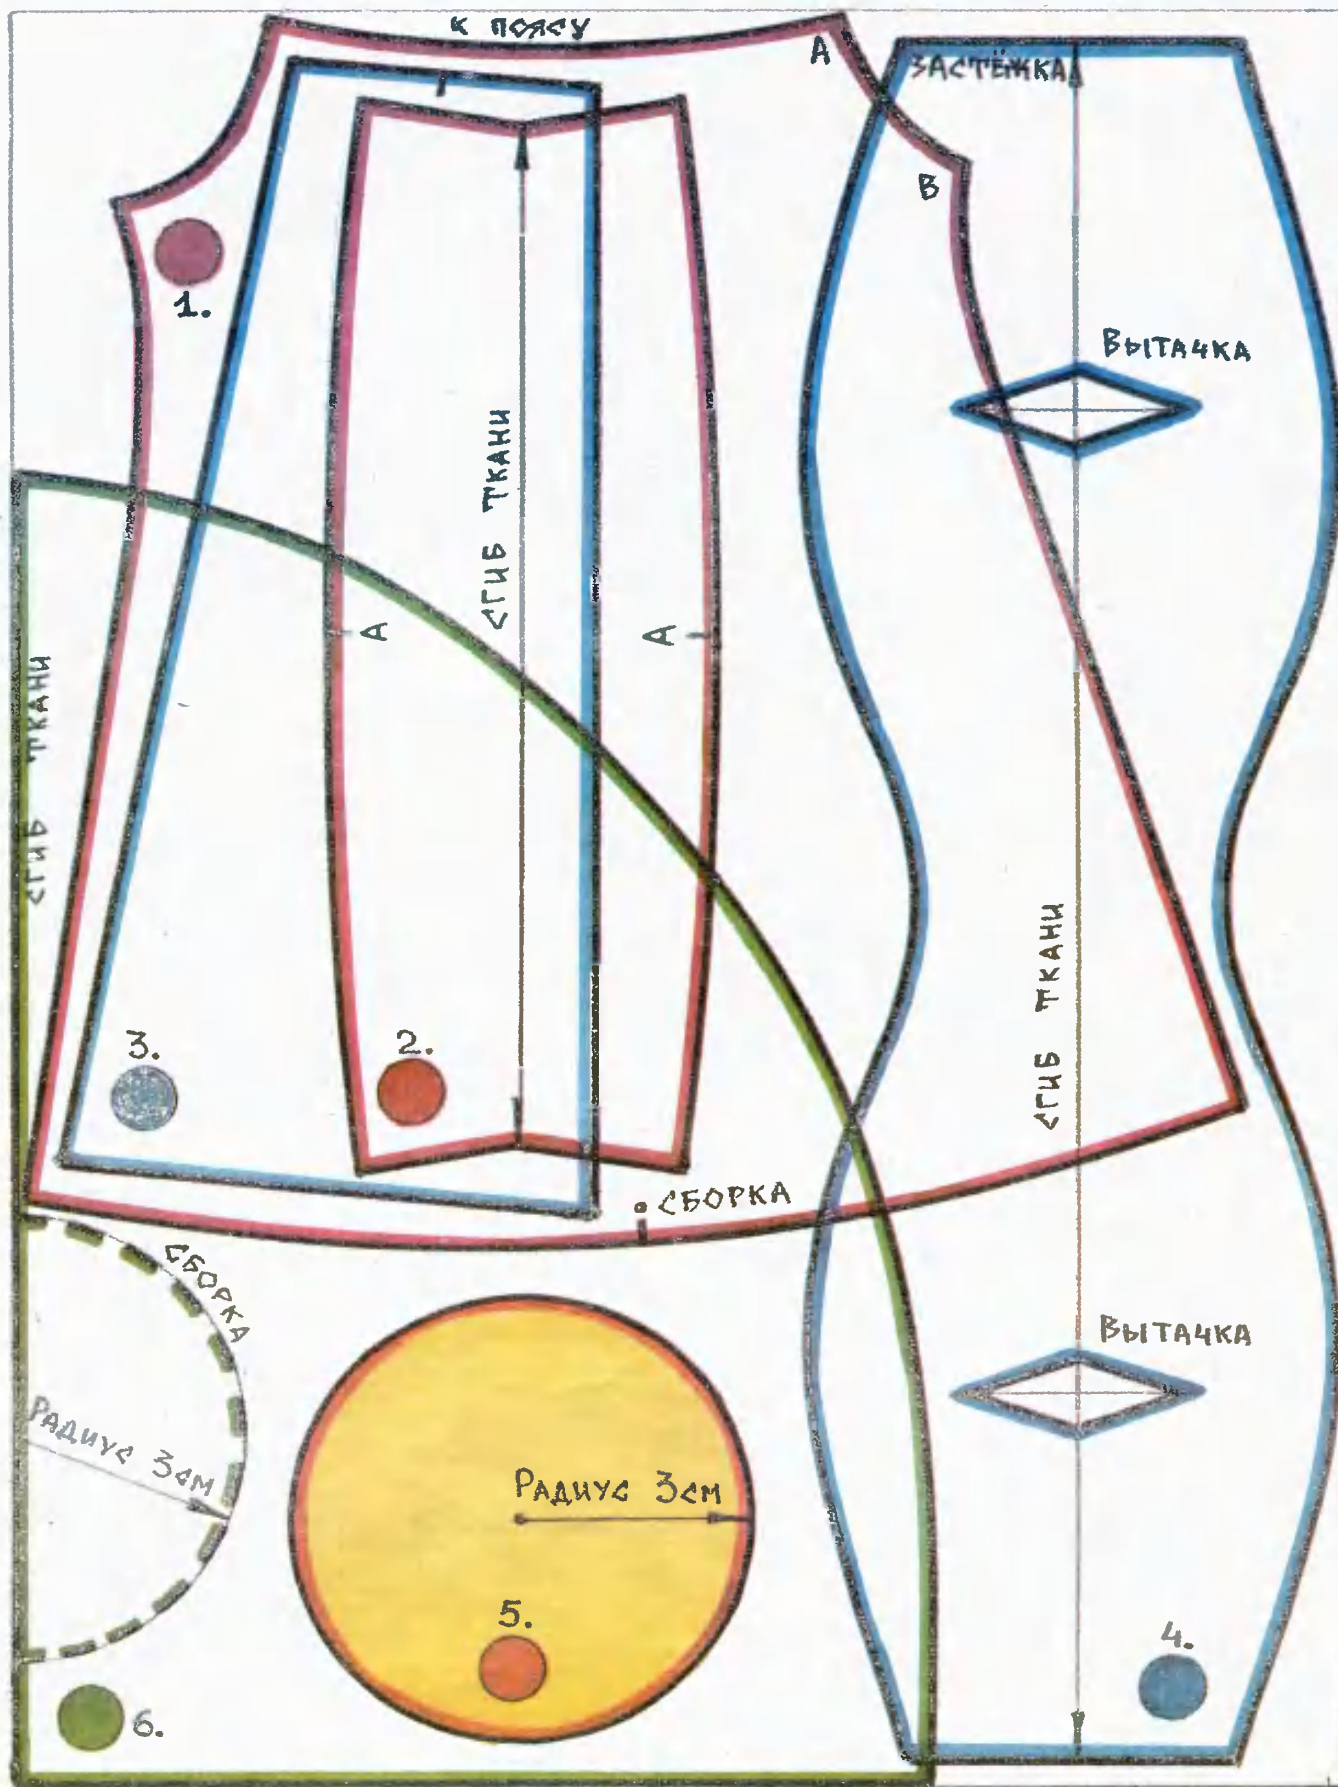 К ПОЯСУ
А
ЗАСТЁЖКА
В
1.
ВЫТАЧКА
СГИБ ТКАНИ
А
А
СГИБ ТКАНИ
СГИБ ТКАНИ
3.
2.
СБОРКА
СБОРКА
ВЫТАЧКА
РАДИУС 3СМ
РАДИУС 3СМ
5.
4.
6.